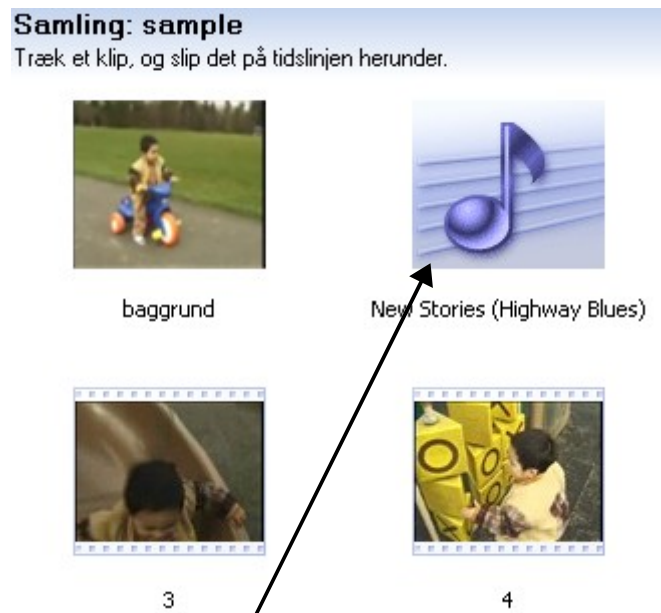 Samling: sample
Træk et klip, og slip det på tidslinjen herunder.
baggrund
New Stories (Highway Blues)
3
4